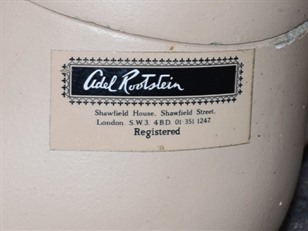 Adel Rootstein
Shawfield House, Shawfield Street,
London. S.W.3. 4BD. 01 351 1247
Registered